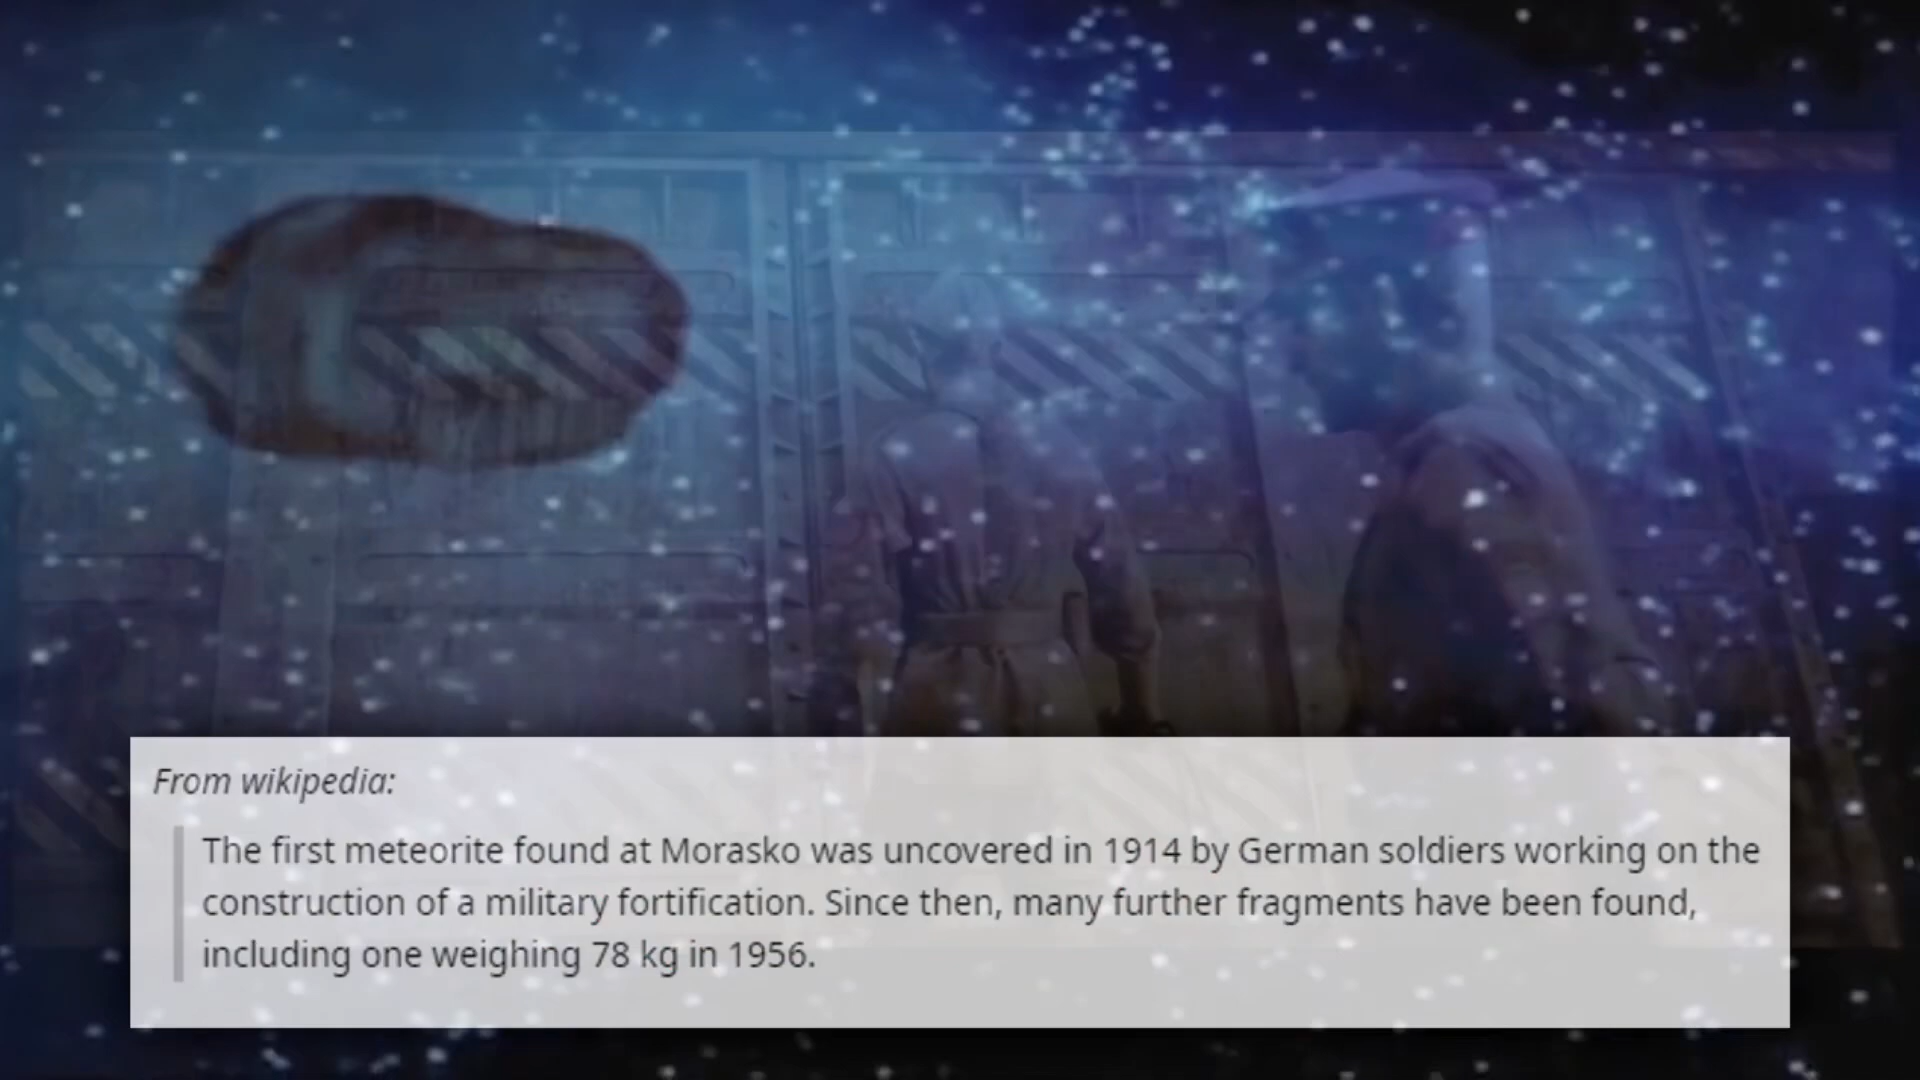 From wikipedia:
The first meteorite found at Morasko was uncovered in 1914 by German soldiers working on the
construction of a military fortification. Since then, many further fragments have been found,
including one weighing 78 kg in 1956.